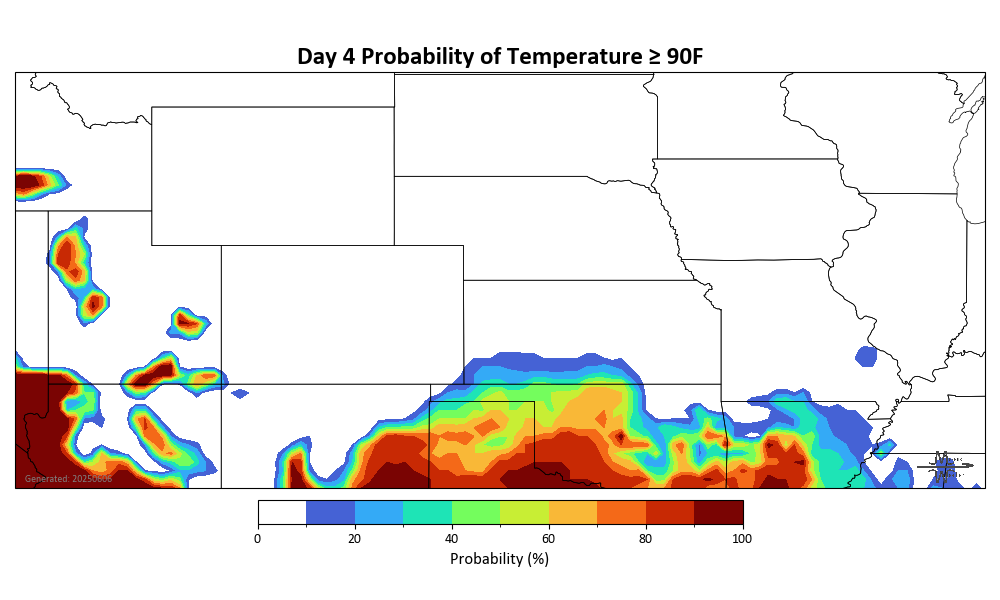 Day 4 Probability of Temperature ≥ 90F
Generated: 20250606
0 20 40 60 80 100
Probability (%)